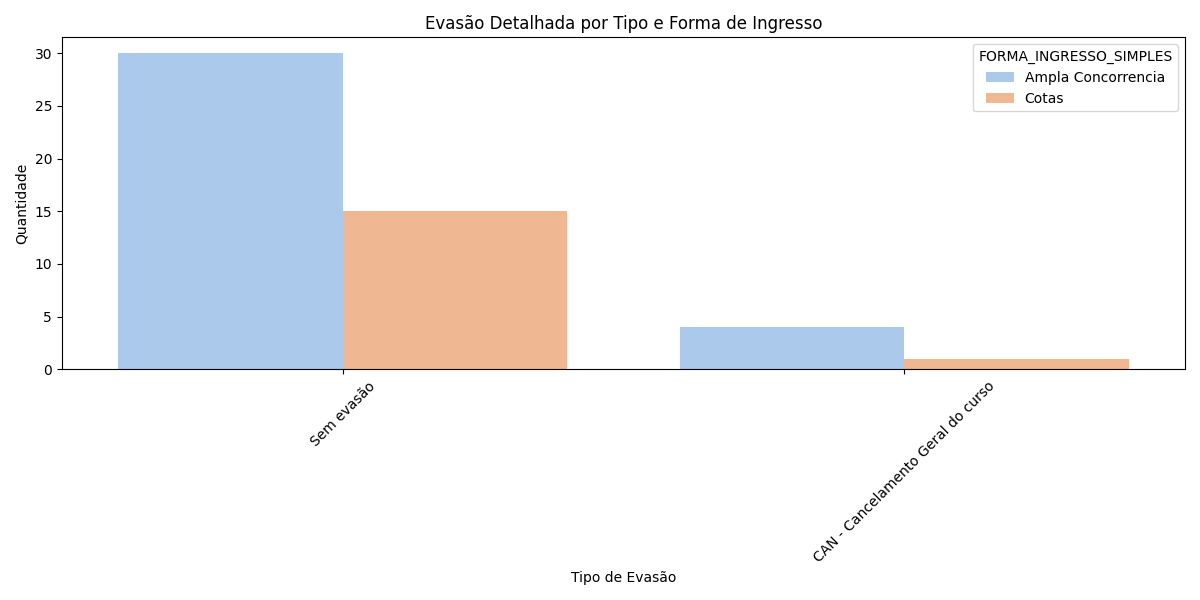 Evasão Detalhada por Tipo e Forma de Ingresso
FORMA_INGRESSO_SIMPLES
Ampla Concorrencia
Cotas
Quantidade
30
25
20
15
10
5
0
Sem evasão
CAN - Cancelamento Geral do curso
Tipo de Evasão